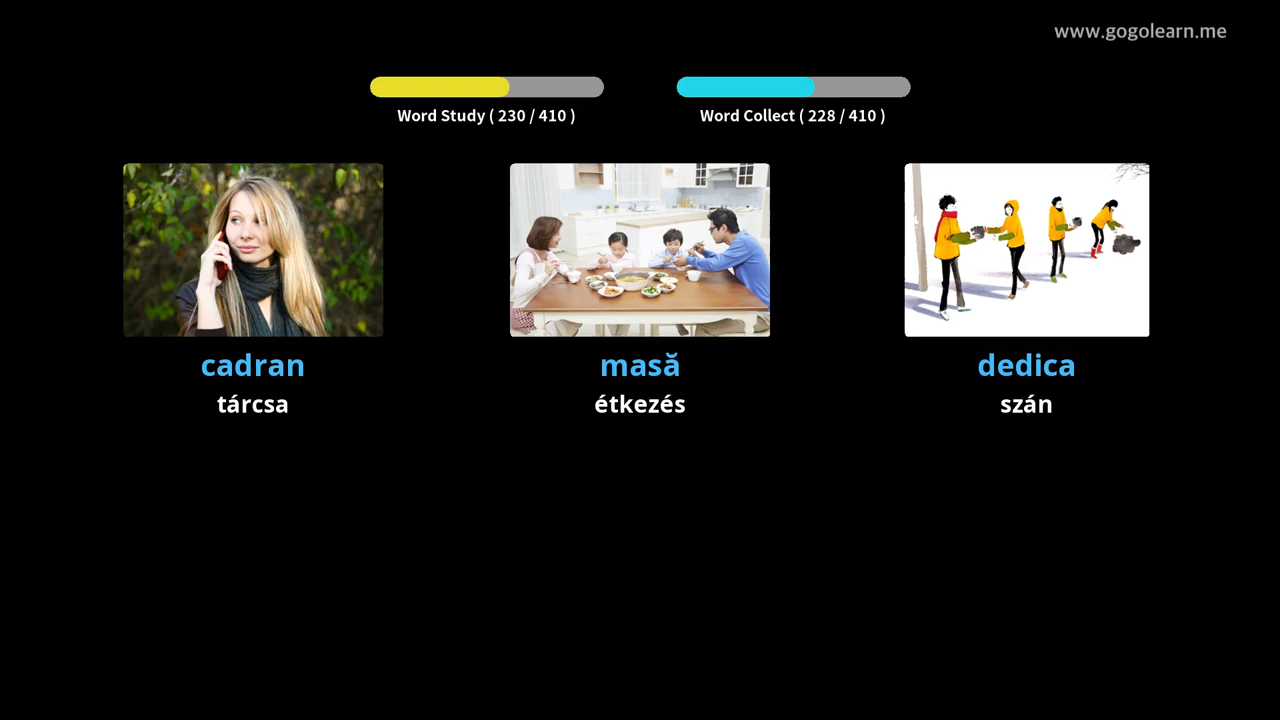 www.gogolearn.me
Word Study ( 230 / 410 )
Word Collect ( 228 / 410 )
cadran
masă
dedica
tárcsa
étkezés
szán